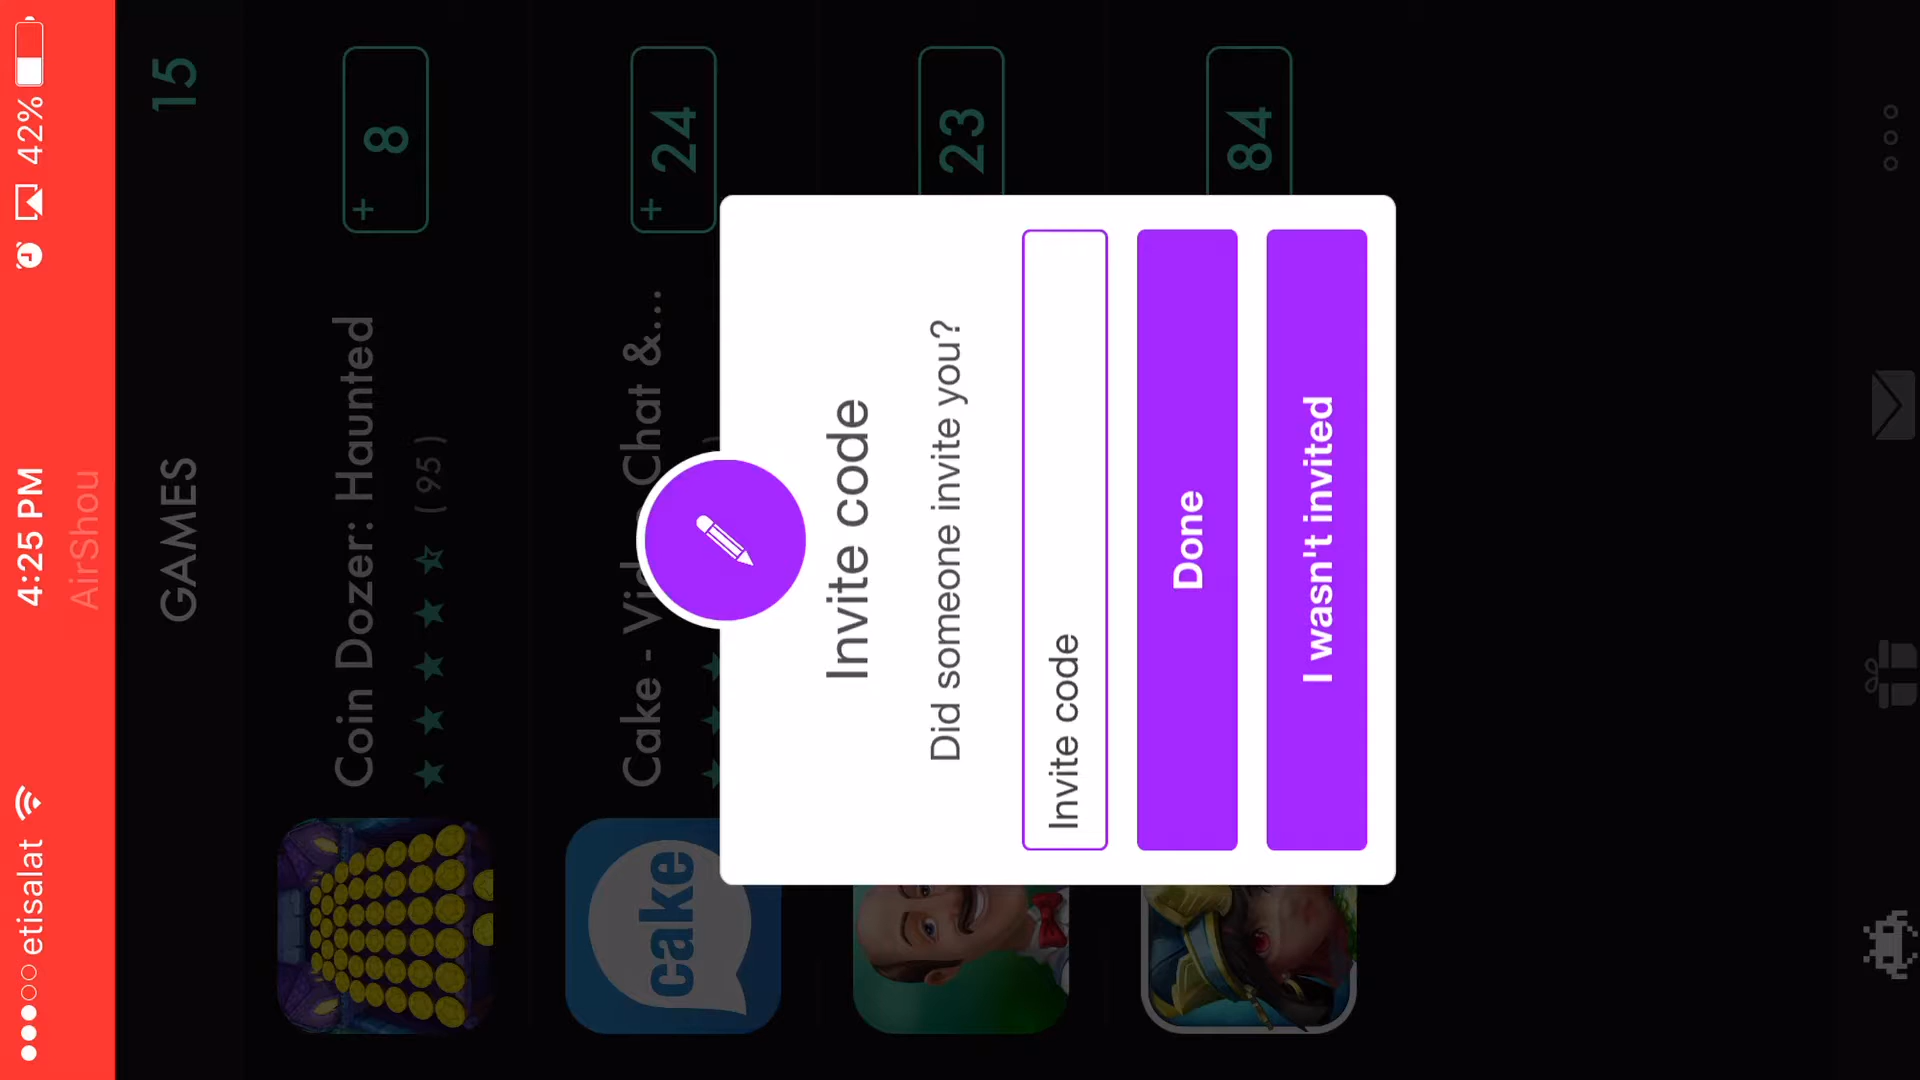 etisalat 4:25 PM 42%
AirShou
GAMES 15
Coin Dozer: Haunted
(95)
+ 8
Cake - Vid Chat &...
+ 24
cake
23
84
Invite code
Did someone invite you?
Invite code
Done
I wasn't invited